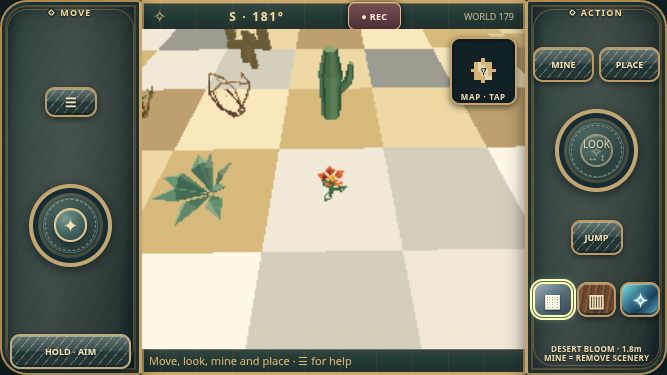 ◇ MOVE
S · 181°
● REC
WORLD 179
◇ ACTION
MINE
PLACE
MAP · TAP
LOOK
JUMP
HOLD · AIM
Move, look, mine and place · ☰ for help
DESERT BLOOM · 1.8m
MINE = REMOVE SCENERY